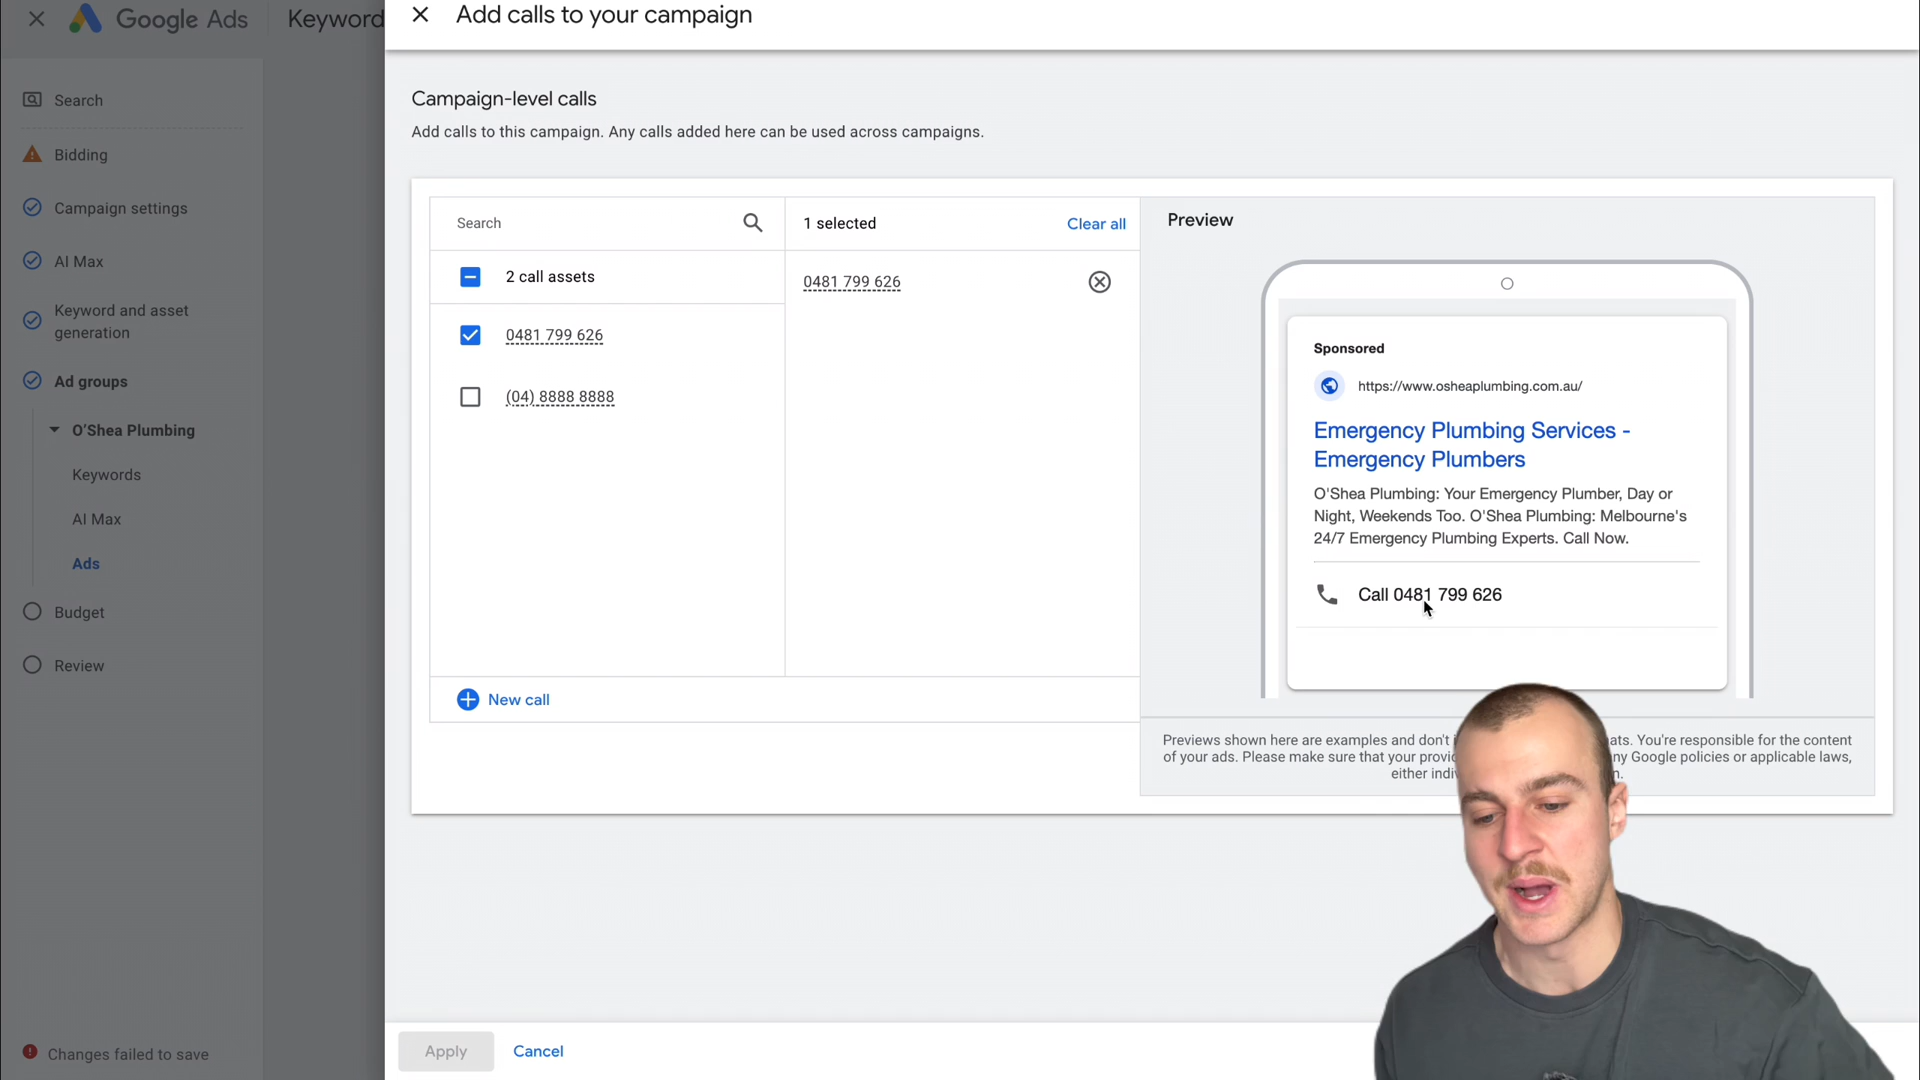 Google Ads
Keyword
Add calls to your campaign
Search
Bidding
Campaign settings
AI Max
Keyword and asset
generation
Ad groups
O'Shea Plumbing
Keywords
AI Max
Ads
Budget
Review
Changes failed to save
Campaign-level calls
Add calls to this campaign. Any calls added here can be used across campaigns.
Search
2 call assets
0481 799 626
(04) 8888 8888
New call
1 selected
Clear all
0481 799 626
Preview
Sponsored
https://www.osheaplumbing.com.au/
Emergency Plumbing Services -
Emergency Plumbers
O'Shea Plumbing: Your Emergency Plumber, Day or
Night, Weekends Too. O'Shea Plumbing: Melbourne's
24/7 Emergency Plumbing Experts. Call Now.
Call 0481 799 626
Previews shown here are examples and don't You're responsible for the content
of your ads. Please make sure that your Google policies or applicable laws,
either
Apply
Cancel